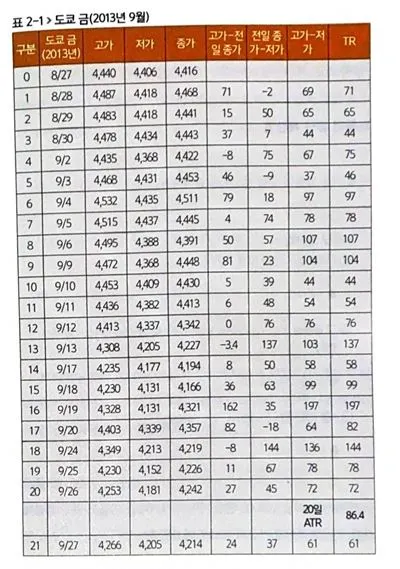 표 2-1 > 도쿄 금(2013년 9월)
구분 도쿄 금 (2013년) 고가 저가 종가 고가-전일 종가 전일 종가-저가 고가-저가 TR
0 8/27 4,440 4,406 4,416
1 8/28 4,487 4,418 4,468 71 -2 69 71
2 8/29 4,483 4,418 4,441 15 50 65 65
3 8/30 4,478 4,434 4,443 37 7 44 44
4 9/2 4,435 4,368 4,422 -8 75 67 75
5 9/3 4,468 4,431 4,453 46 -9 37 46
6 9/4 4,532 4,435 4,511 79 18 97 97
7 9/5 4,515 4,437 4,445 4 74 78 78
8 9/6 4,495 4,388 4,391 50 57 107 107
9 9/9 4,472 4,368 4,448 81 23 104 104
10 9/10 4,453 4,409 4,430 5 39 44 44
11 9/11 4,436 4,382 4,413 6 48 54 54
12 9/12 4,413 4,337 4,342 0 76 76 76
13 9/13 4,308 4,205 4,227 -3.4 137 103 137
14 9/17 4,235 4,177 4,194 8 50 58 58
15 9/18 4,230 4,131 4,166 36 63 99 99
16 9/19 4,328 4,131 4,321 162 35 197 197
17 9/20 4,403 4,339 4,357 82 -18 64 82
18 9/24 4,349 4,213 4,219 -8 144 136 144
19 9/25 4,230 4,152 4,226 11 67 78 78
20 9/26 4,253 4,181 4,242 27 45 72 72
20일 ATR 86.4
21 9/27 4,266 4,205 4,214 24 37 61 61